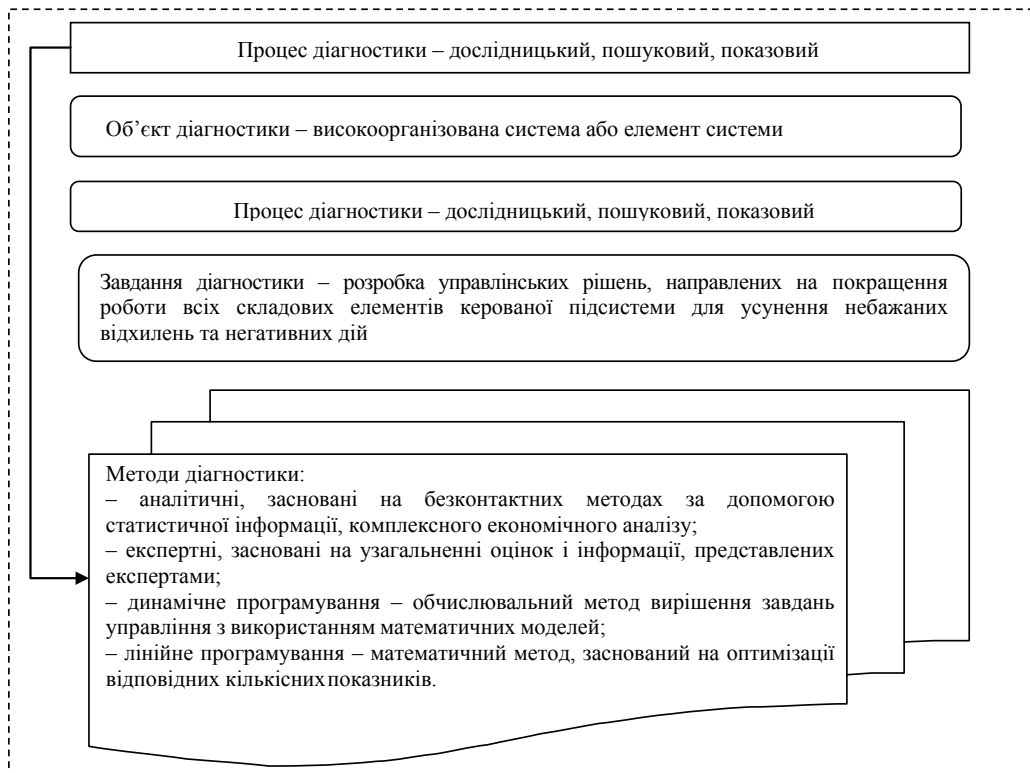 Процес діагностики – дослідницький, пошуковий, показовий
Об’єкт діагностики – високоорганізована система або елемент системи
Процес діагностики – дослідницький, пошуковий, показовий
Завдання діагностики – розробка управлінських рішень, направлених на покращення
роботи всіх складових елементів керованої підсистеми для усунення небажаних
відхилень та негативних дій
Методи діагностики:
– аналітичні, засновані на безконтактних методах за допомогою
статистичної інформації, комплексного економічного аналізу;
– експертні, засновані на узагальненні оцінок і інформації, представлених
експертами;
– динамічне програмування – обчислювальний метод вирішення завдань
управління з використанням математичних моделей;
– лінійне програмування – математичний метод, заснований на оптимізації
відповідних кількісних показників.